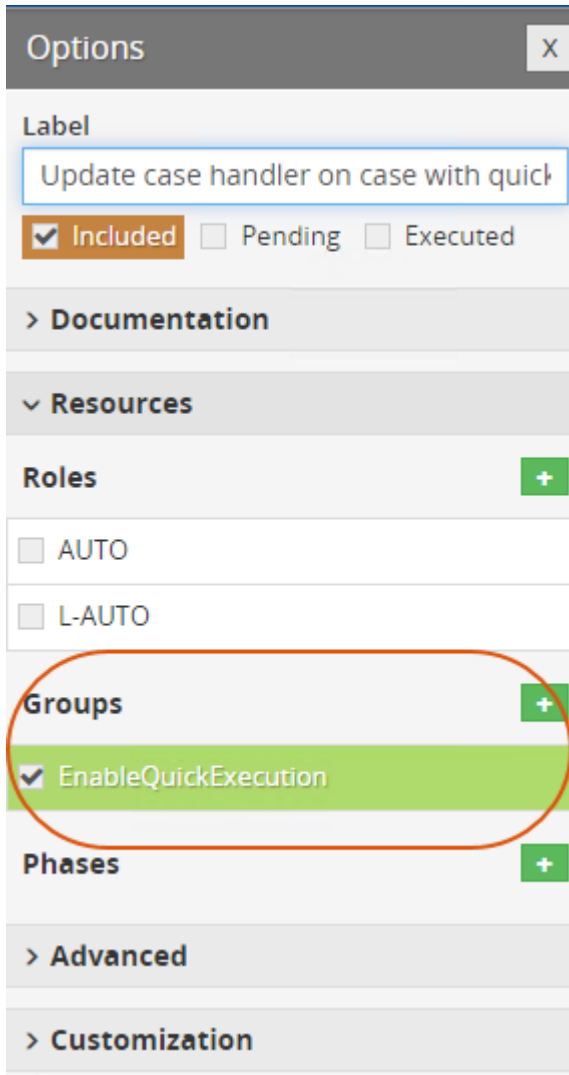 Options
X
Label
Update case handler on case with quick
Included Pending Executed
> Documentation
Resources
Roles
+
AUTO
L-AUTO
Groups
+
EnableQuickExecution
Phases
+
> Advanced
> Customization